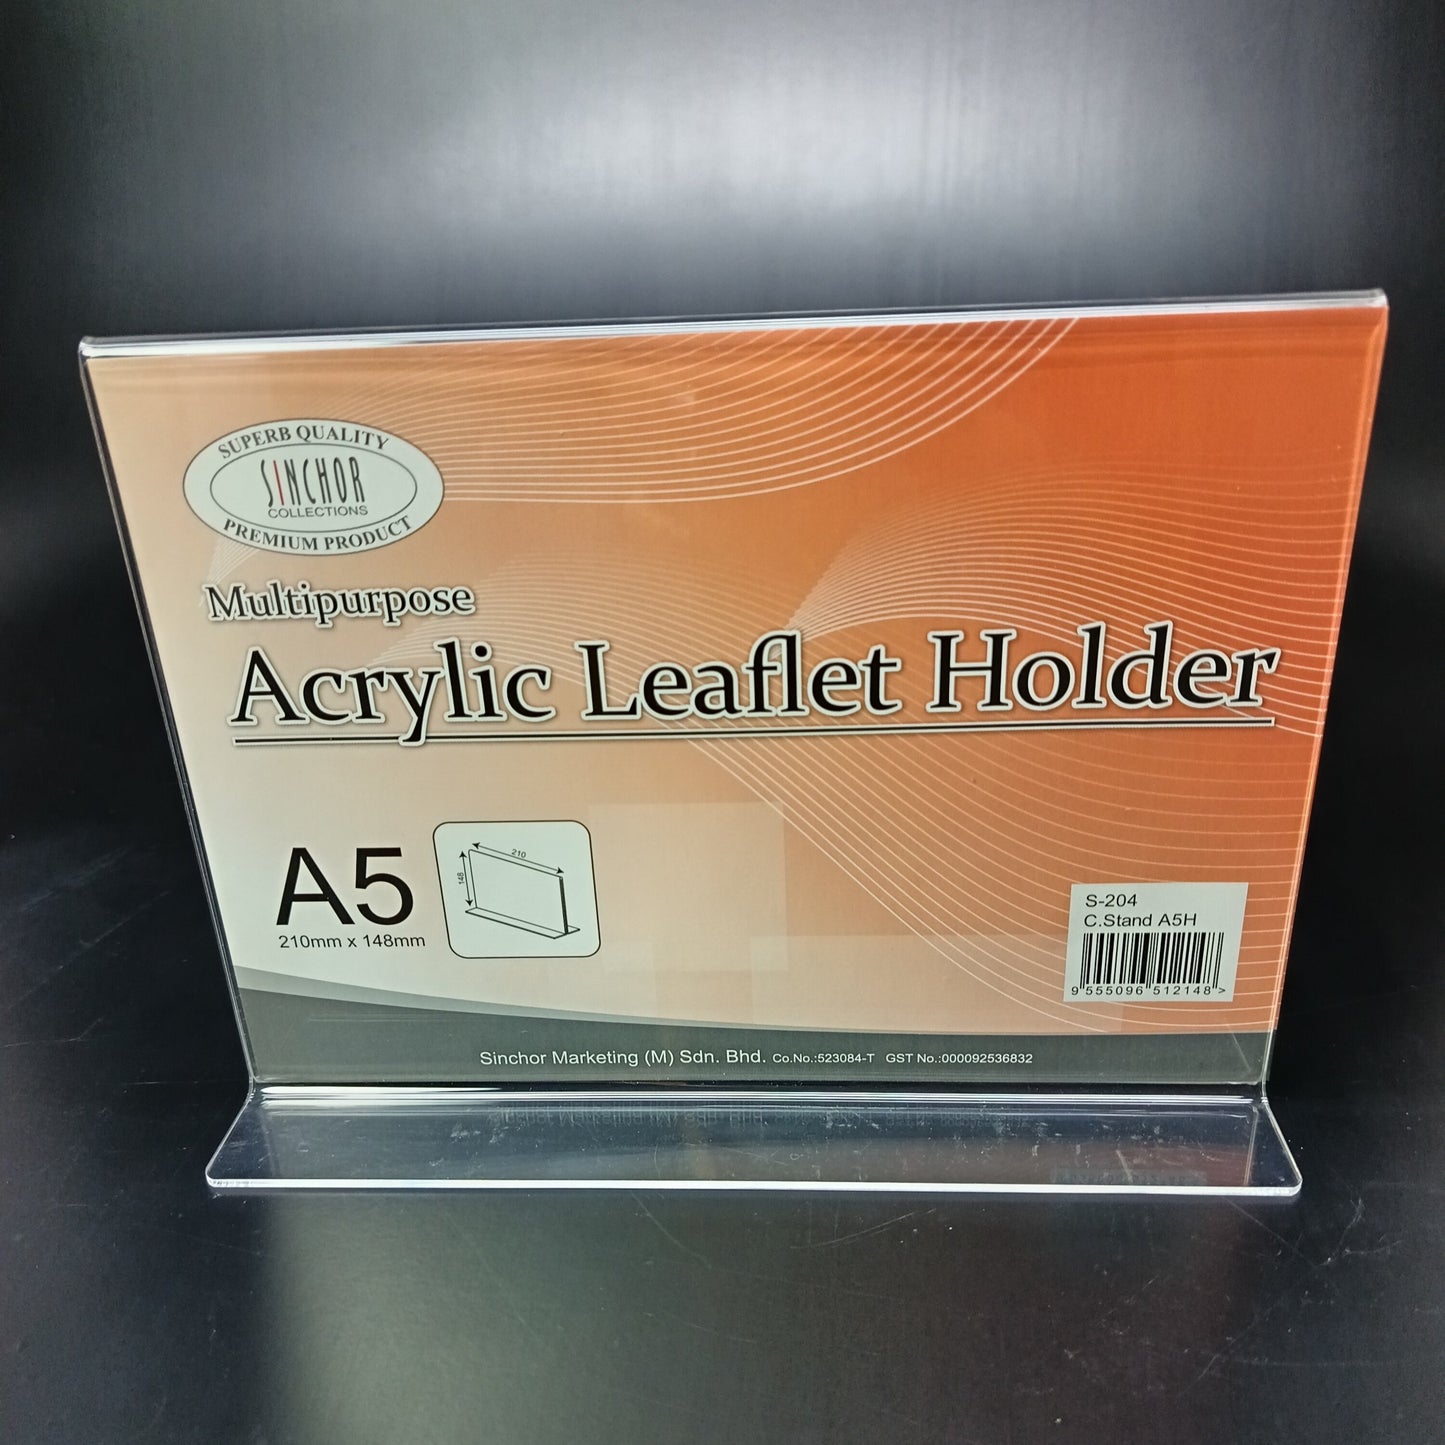 SUPERB QUALITY
SINCHOR
COLLECTIONS
PREMIUM PRODUCT
Multipurpose
Acrylic Leaflet Holder
A5
210mm x 148mm
210
148
S-204
C.Stand A5H
9 555096 512148 >
Sinchor Marketing (M) Sdn. Bhd. Co.No.:523084-T GST No.:000092536832